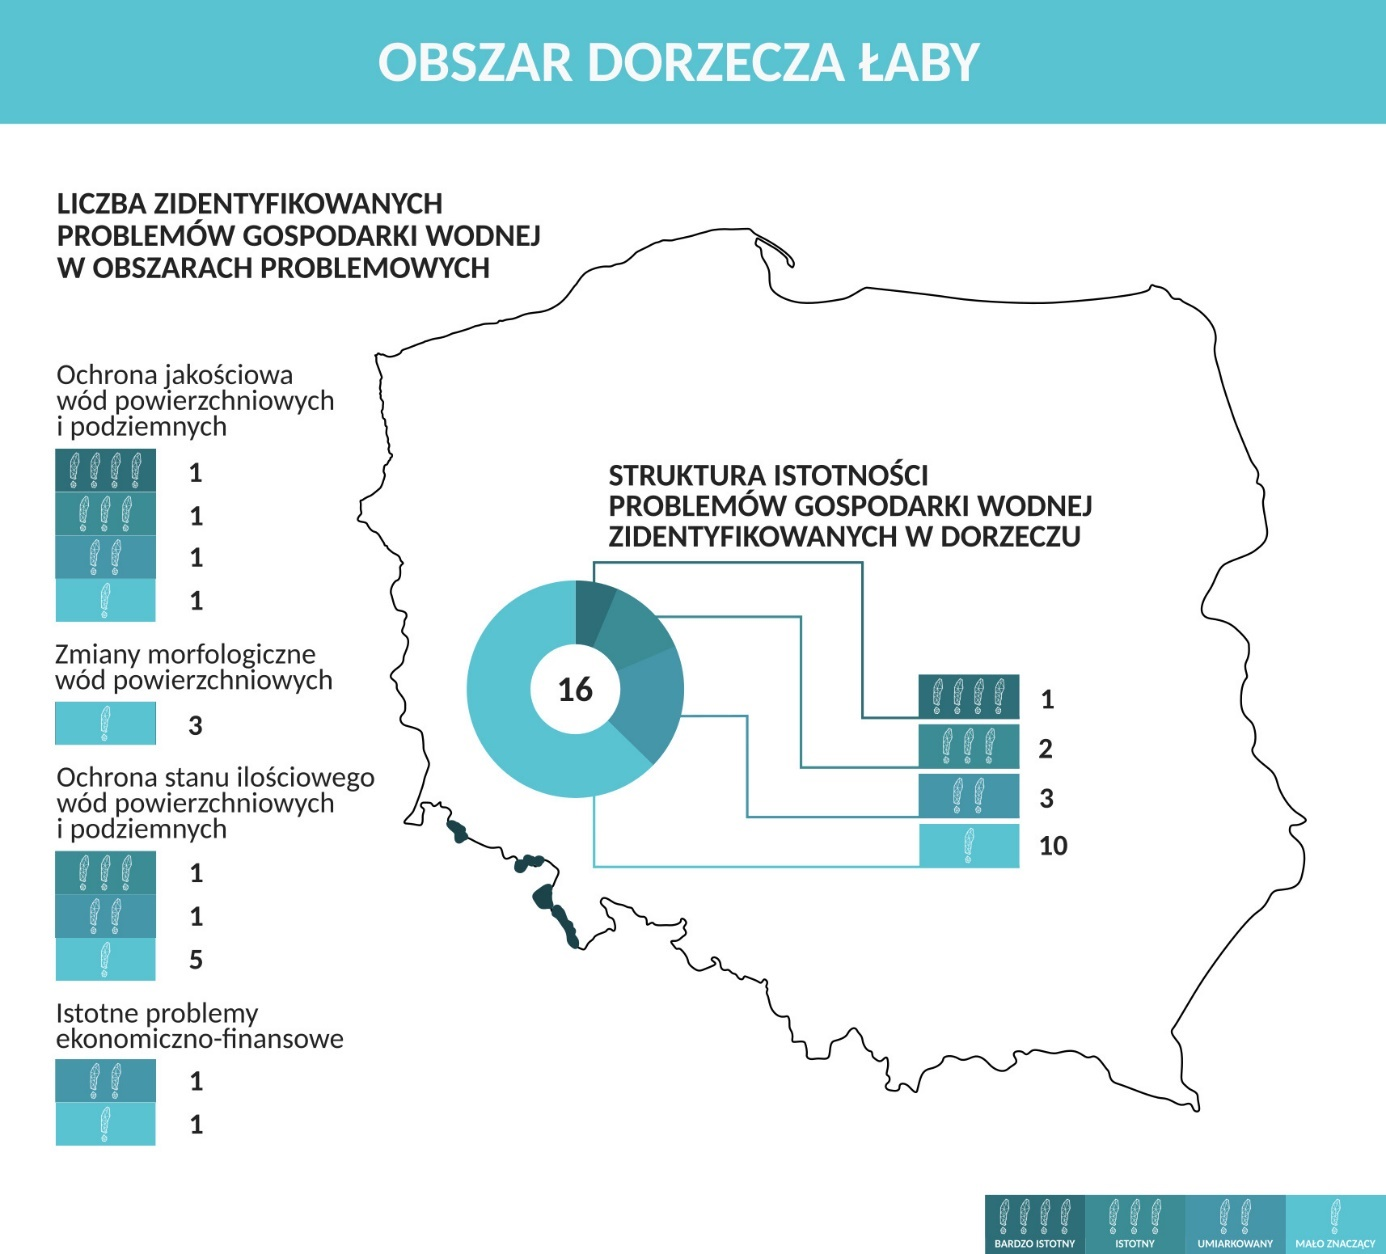 OBSZAR DORZECZA ŁABY
LICZBA ZIDENTYFIKOWANYCH
PROBLEMÓW GOSPODARKI WODNEJ
W OBSZARACH PROBLEMOWYCH
Ochrona jakościowa
wód powierzchniowych
i podziemnych
1
1
1
1
Zmiany morfologiczne
wód powierzchniowych
3
Ochrona stanu ilościowego
wód powierzchniowych
i podziemnych
1
1
5
Istotne problemy
ekonomiczno-finansowe
1
1
STRUKTURA ISTOTNOŚCI
PROBLEMÓW GOSPODARKI WODNEJ
ZIDENTYFIKOWANYCH W DORZECZU
16
1
2
3
10
BARDZO ISTOTNY
ISTOTNY
UMIARKOWANY
MAŁO ZNACZĄCY